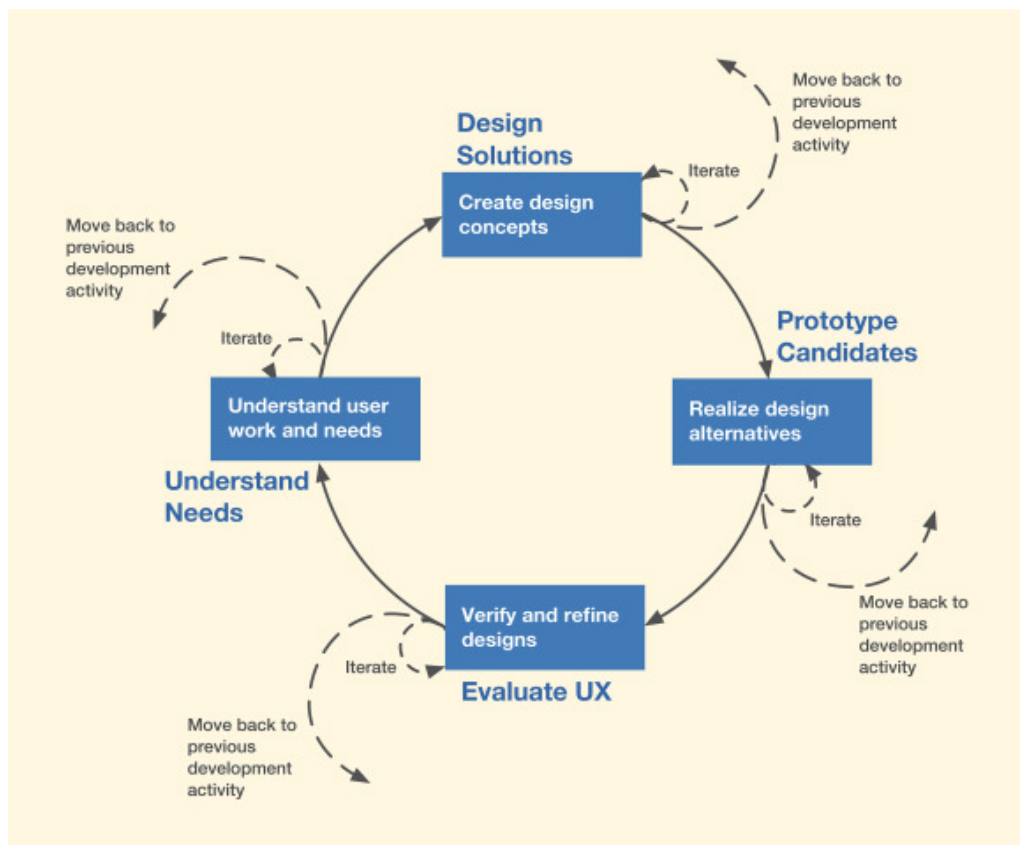 Design
Solutions
Create design
concepts
Iterate
Move back to
previous
development
activity
Prototype
Candidates
Realize design
alternatives
Iterate
Move back to
previous
development
activity
Verify and refine
designs
Evaluate UX
Iterate
Move back to
previous
development
activity
Understand user
work and needs
Understand
Needs
Iterate
Move back to
previous
development
activity